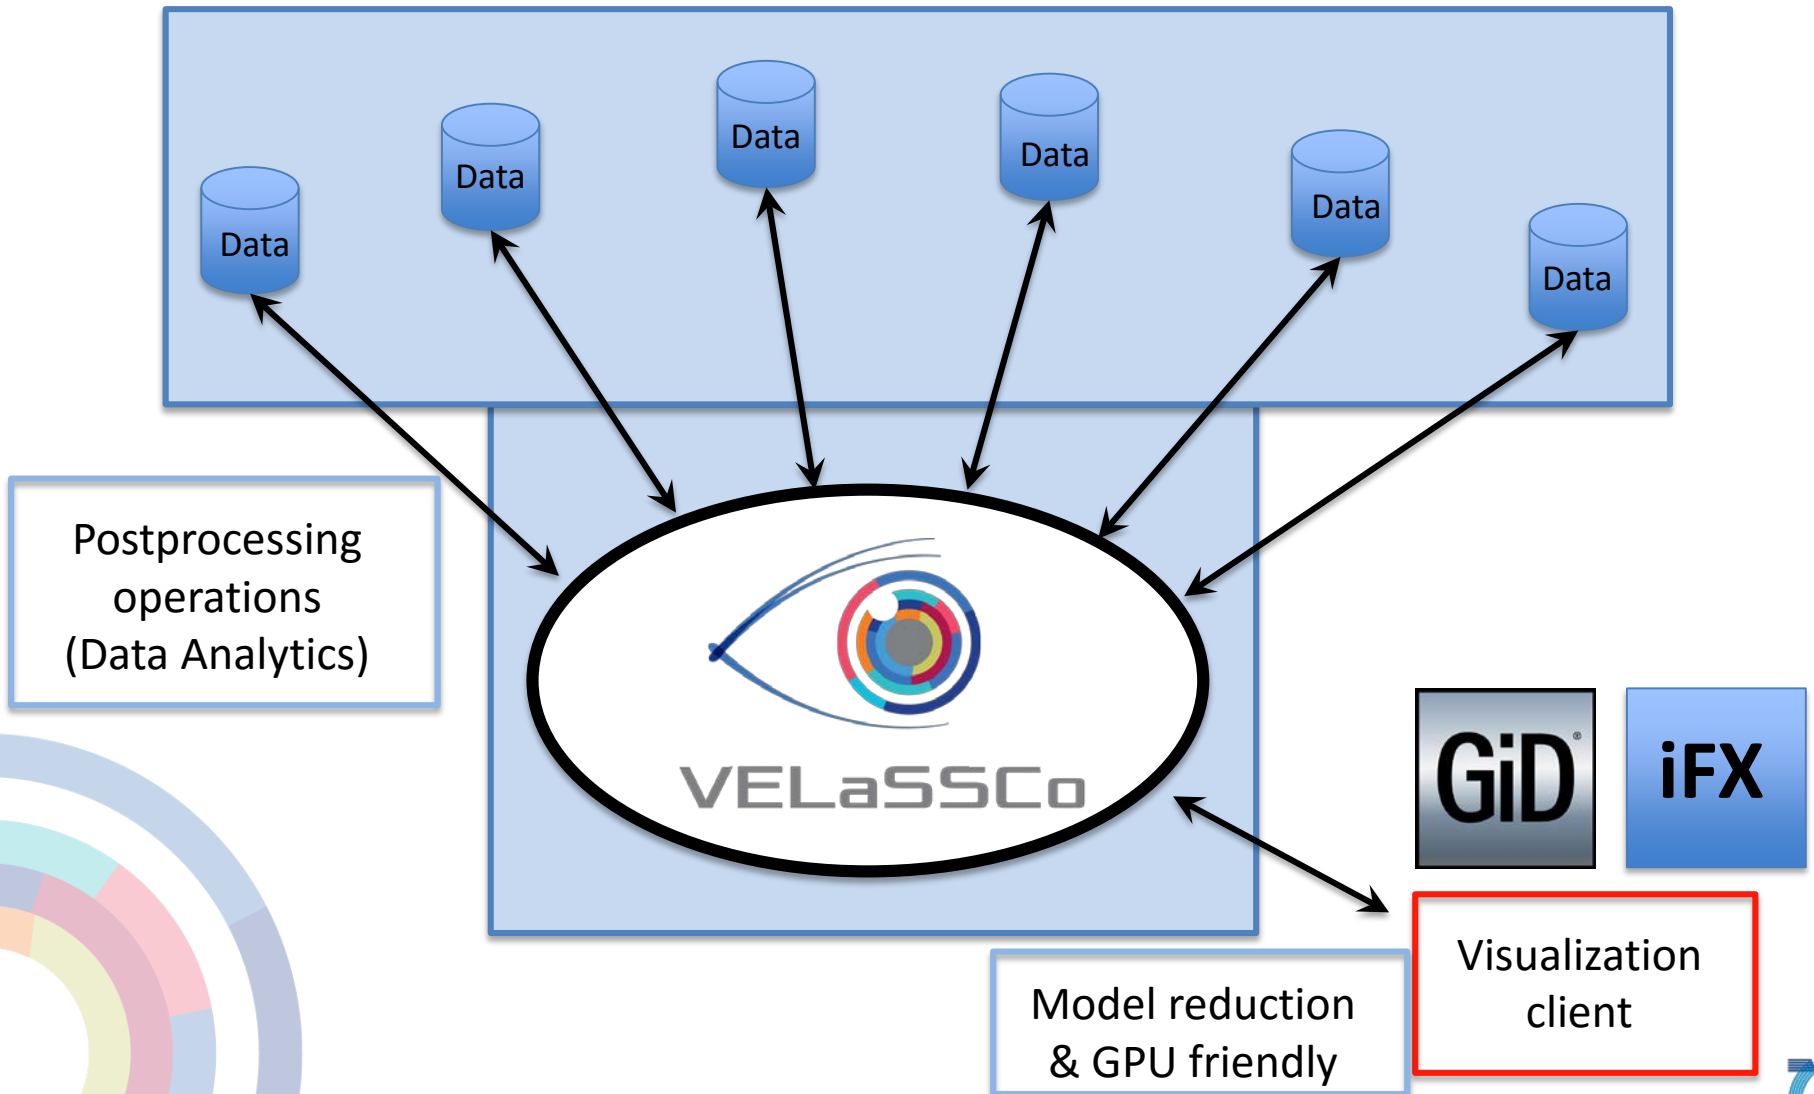 Data
Data
Data
Data
Data
Data
Postprocessing
operations
(Data Analytics)
VELaSSCo
GiD®
iFX
Visualization
client
Model reduction
& GPU friendly
7